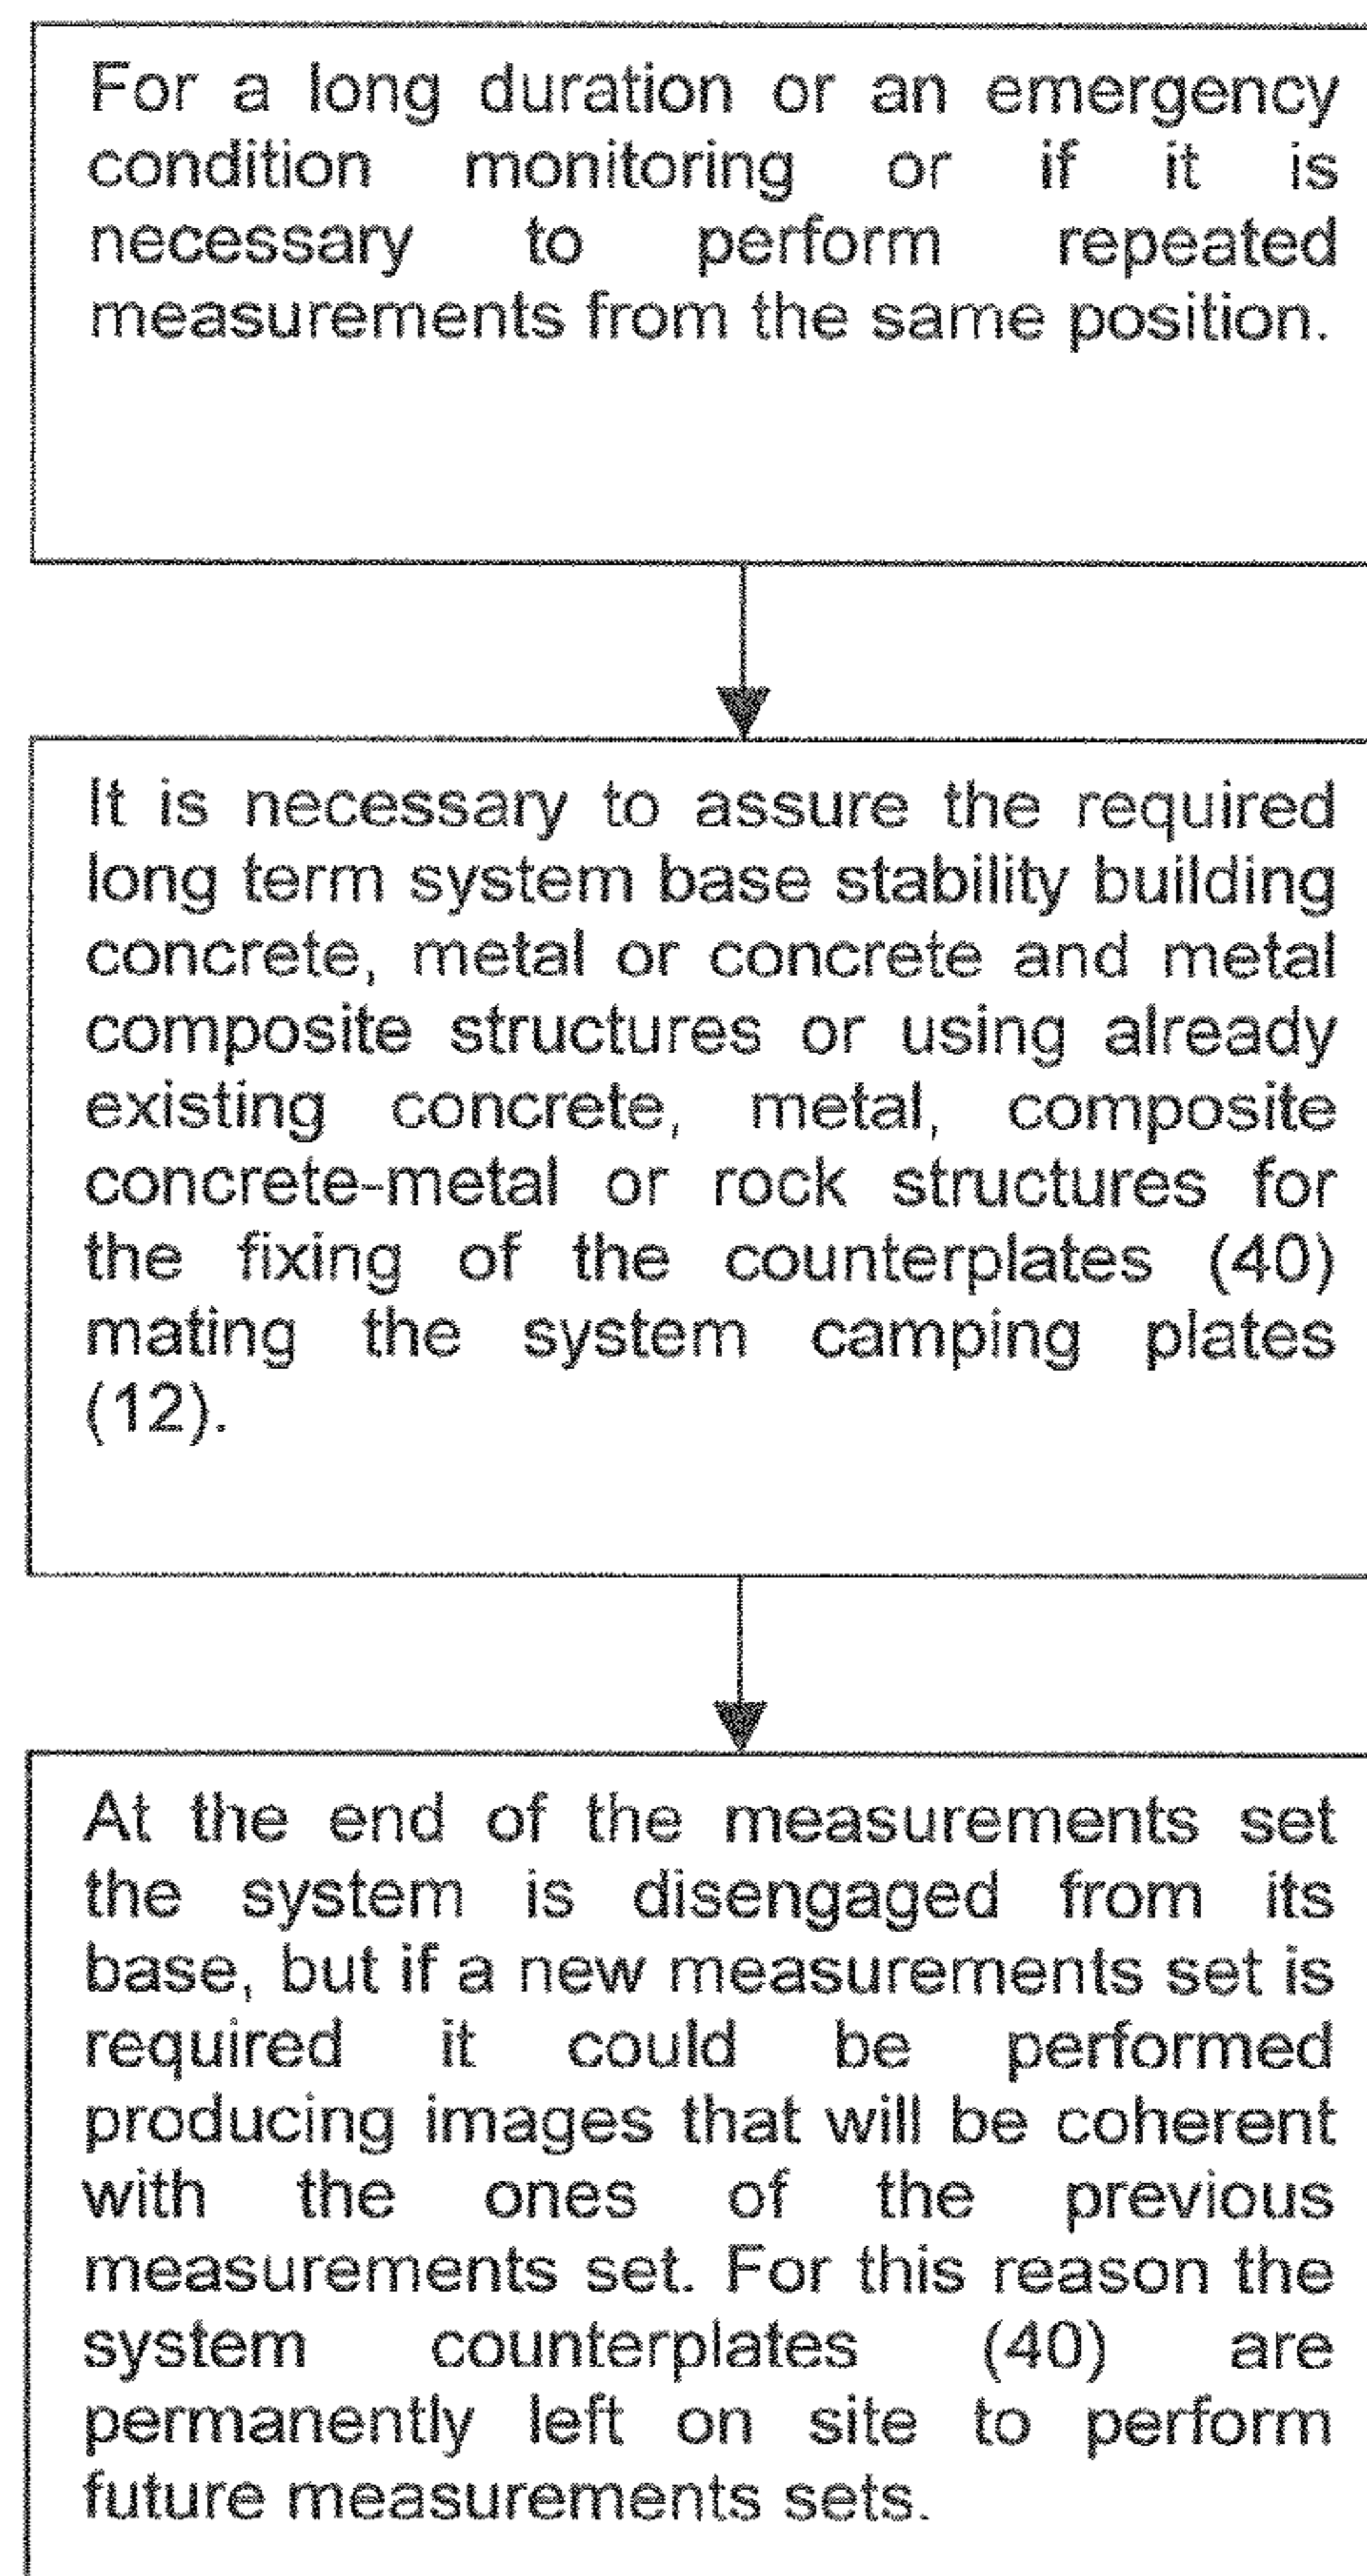 For a long duration or an emergency
condition monitoring or if it is
necessary to perform repeated
measurements from the same position.
It is necessary to assure the required
long term system base stability building
concrete, metal or concrete and metal
composite structures or using already
existing concrete, metal, composite
concrete-metal or rock structures for
the fixing of the counterplates (40)
mating the system camping plates
(12).
At the end of the measurements set
the system is disengaged from its
base, but if a new measurements set is
required it could be performed
producing images that will be coherent
with the ones of the previous
measurements set. For this reason the
system counterplates (40) are
permanently left on site to perform
future measurements sets.